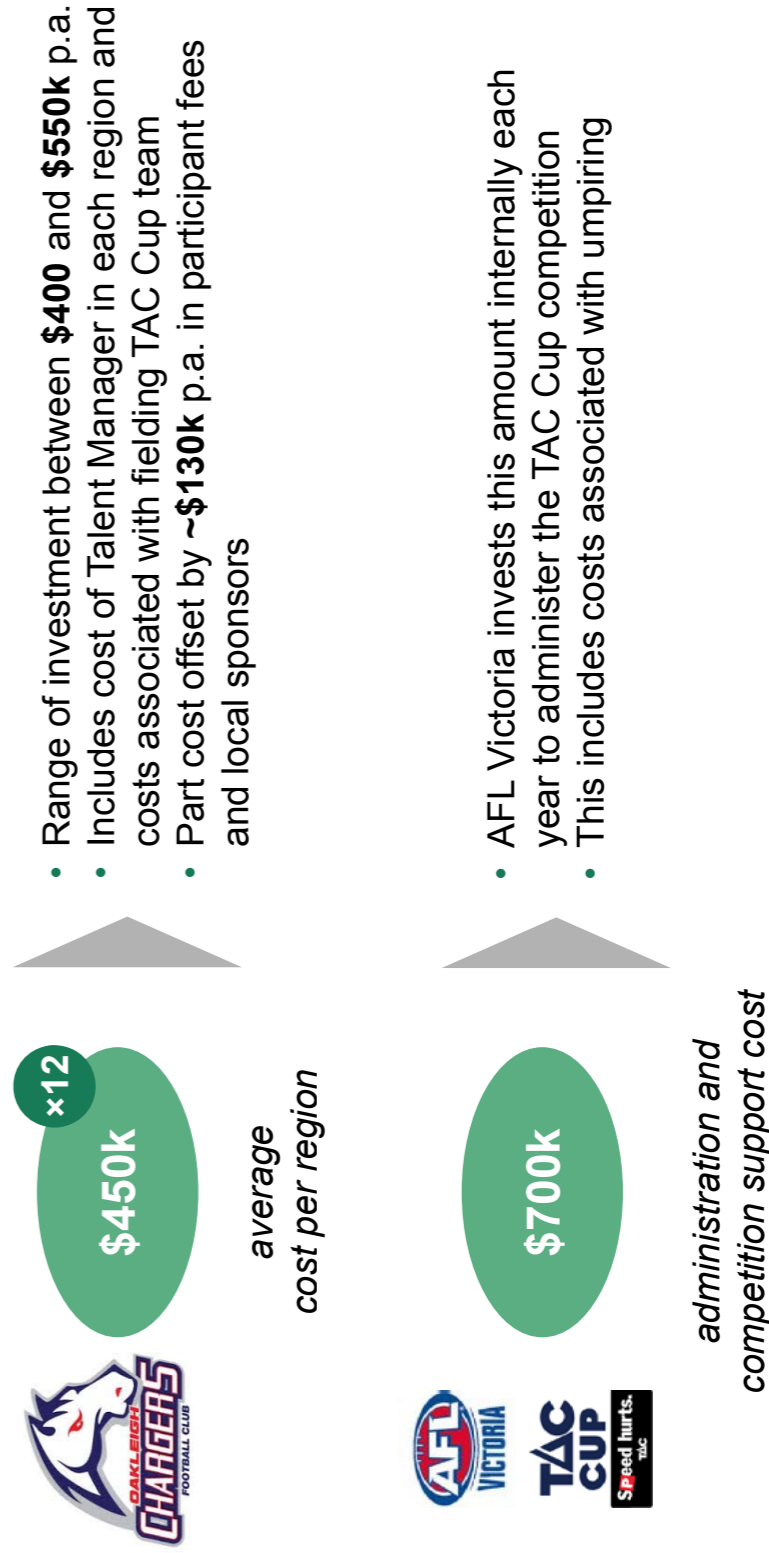 OAKLEIGH
CHARGERS
FOOTBALL CLUB
$450k
×12
average
cost per region
• Range of investment between $400 and $550k p.a.
• Includes cost of Talent Manager in each region and
costs associated with fielding TAC Cup team
• Part cost offset by ~$130k p.a. in participant fees
and local sponsors
AFL
VICTORIA
TAC
CUP
Speed hurts.
TAC
$700k
administration and
competition support cost
• AFL Victoria invests this amount internally each
year to administer the TAC Cup competition
• This includes costs associated with umpiring